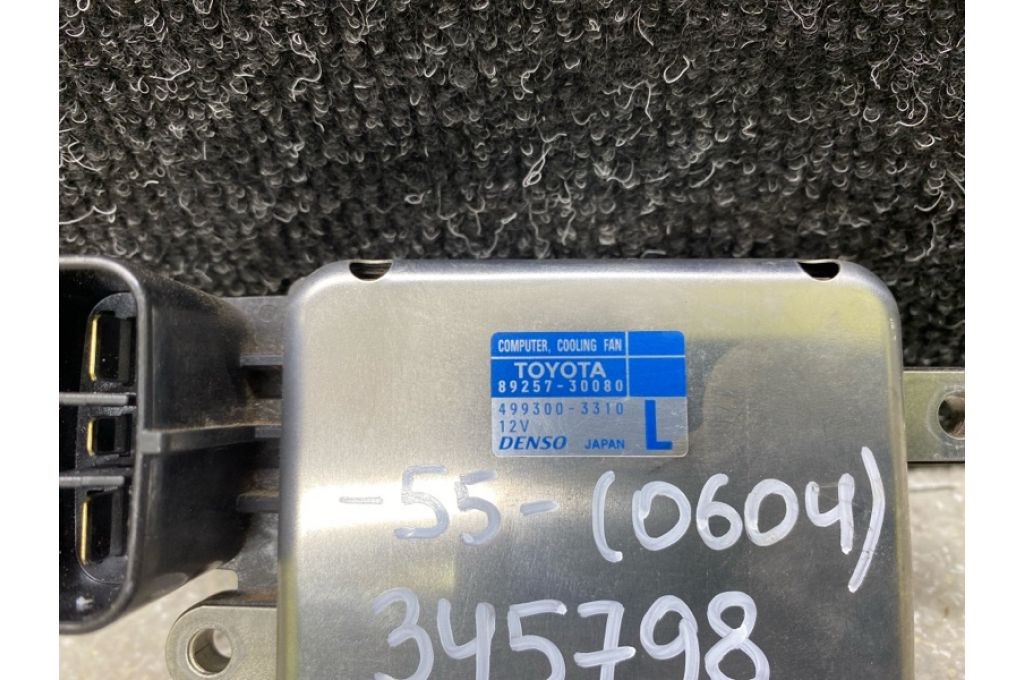 COMPUTER, COOLING FAN
TOYOTA
89257-30080
499300-3310
12V
L
DENSO JAPAN
-55-(0604)
345798